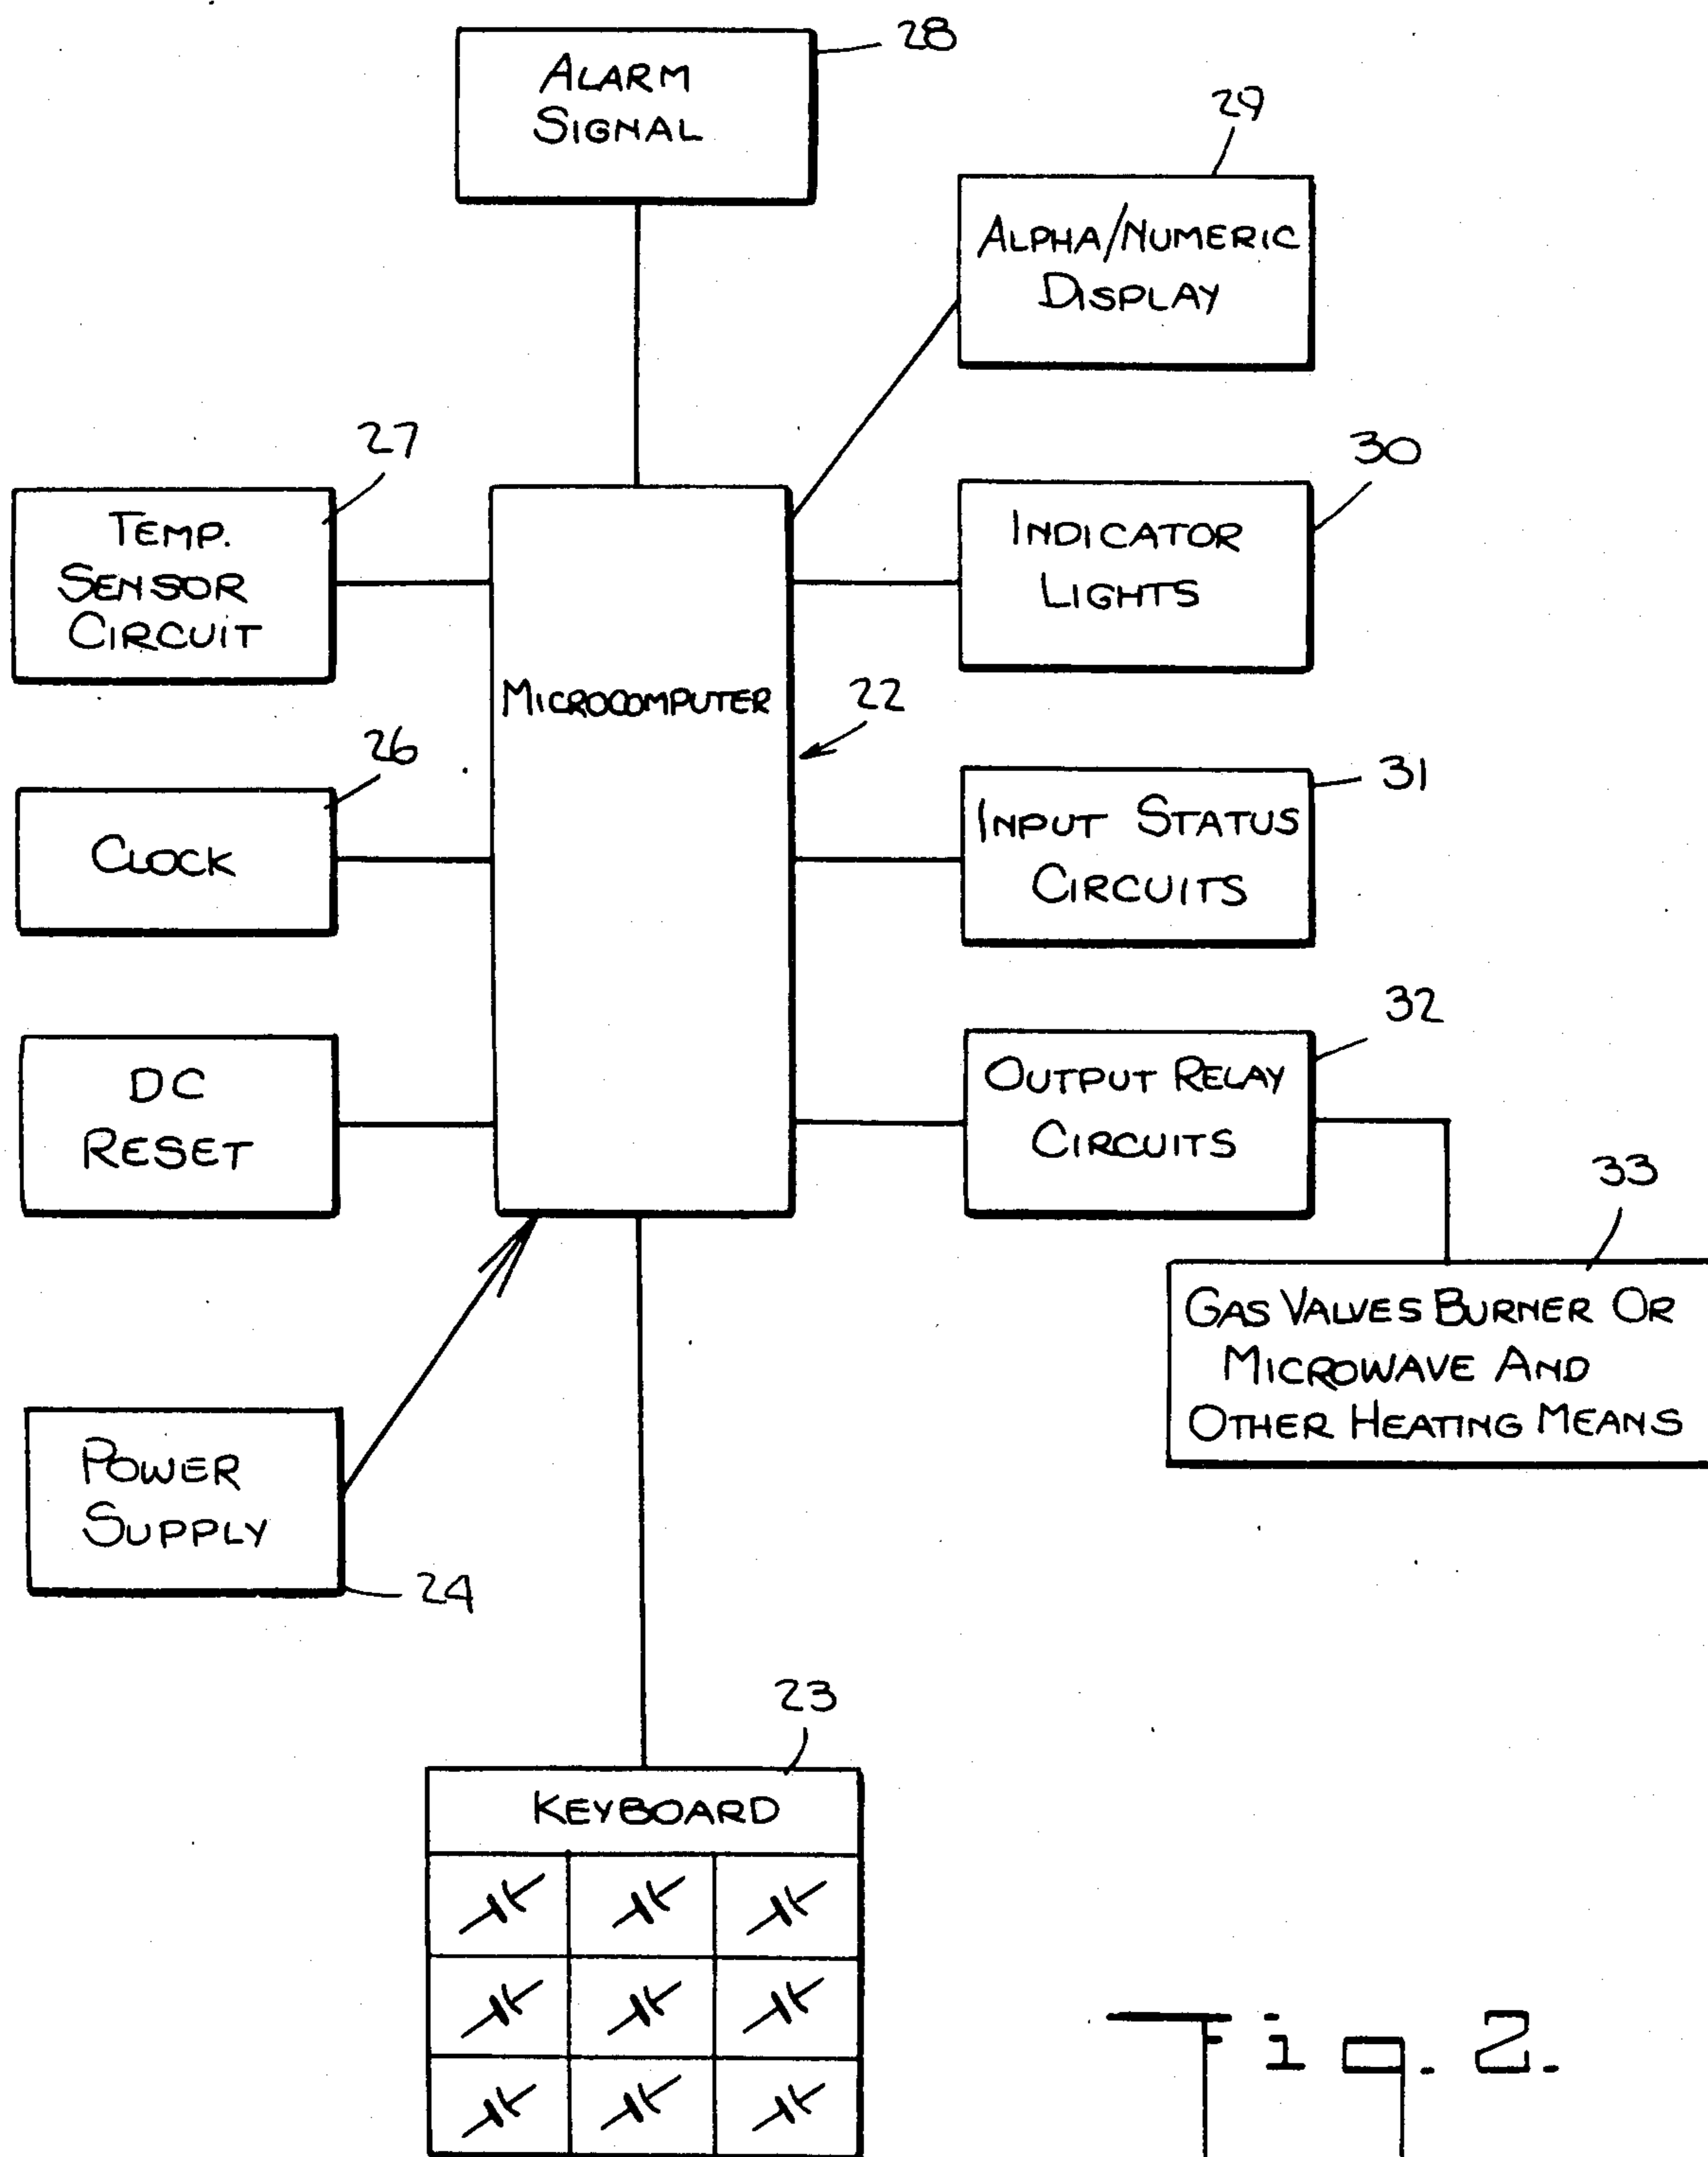 28
ALARM
SIGNAL
29
ALPHA/NUMERIC
DISPLAY
27
TEMP.
SENSOR
CIRCUIT
30
INDICATOR
LIGHTS
MICROCOMPUTER
22
26
CLOCK
31
INPUT STATUS
CIRCUITS
DC
RESET
32
OUTPUT RELAY
CIRCUITS
33
GAS VALVES BURNER OR
MICROWAVE AND
OTHER HEATING MEANS
POWER
SUPPLY
24
23
KEYBOARD
Fig. 2.